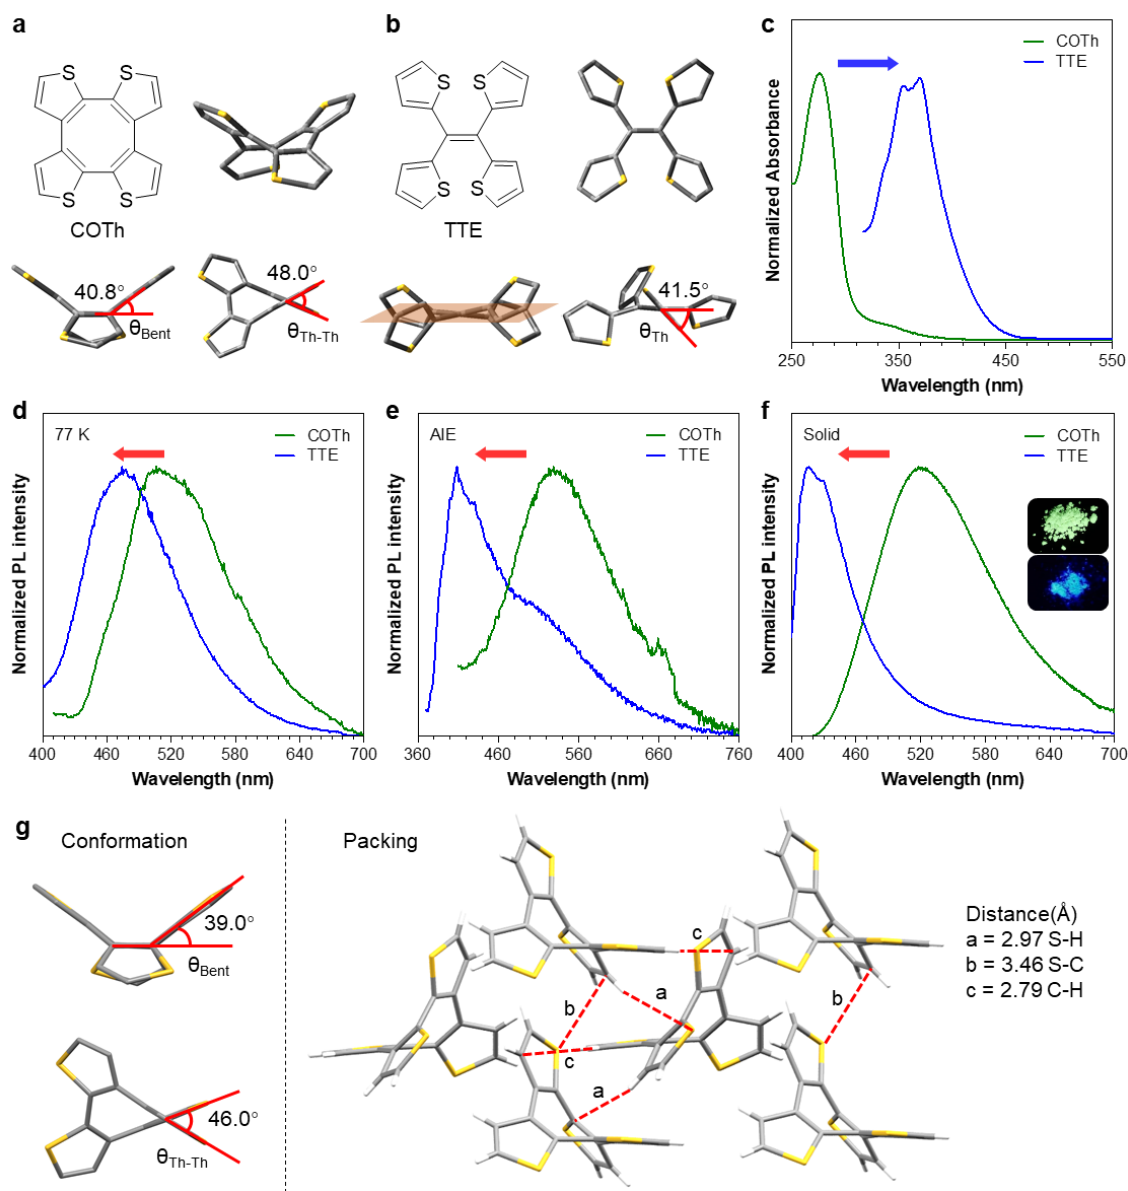 a
S S
S S
COTh
40.8°
θBent
48.0°
θTh-Th
b
S S
S S
TTE
41.5°
θTh
c
COTh
TTE
Normalized Absorbance
250 350 450 550
Wavelength (nm)
d
77 K
COTh
TTE
Normalized PL intensity
400 460 520 580 640 700
Wavelength (nm)
e
AIE
COTh
TTE
Normalized PL intensity
360 460 560 660 760
Wavelength (nm)
f
Solid
COTh
TTE
Normalized PL intensity
400 460 520 580 640 700
Wavelength (nm)
g
Conformation
39.0°
θBent
46.0°
θTh-Th
Packing
c
a
b
b
c
a
Distance(Å)
a = 2.97 S-H
b = 3.46 S-C
c = 2.79 C-H